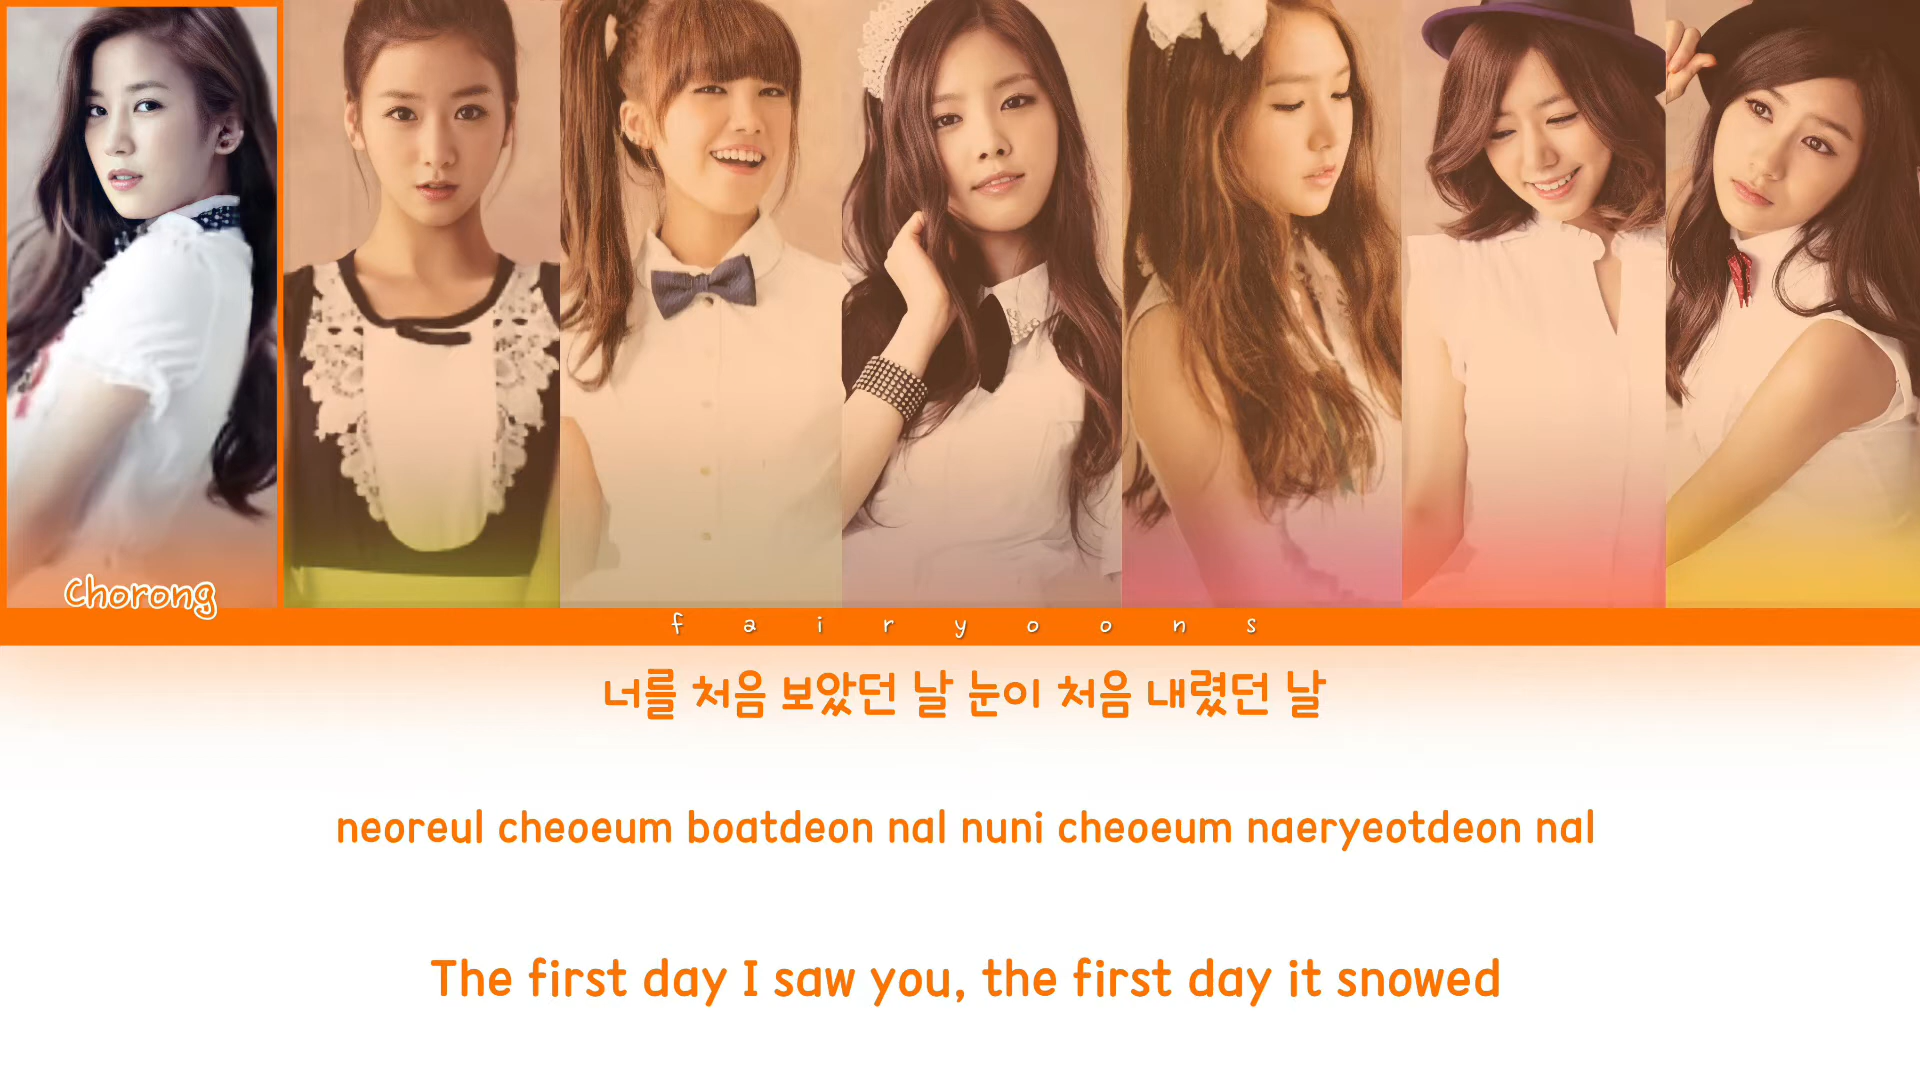 Chorong
fairyoons
너를 처음 보았던 날 눈이 처음 내렸던 날
neoreul cheoeum boatdeon nal nuni cheoeum naeryeotdeon nal
The first day I saw you, the first day it snowed